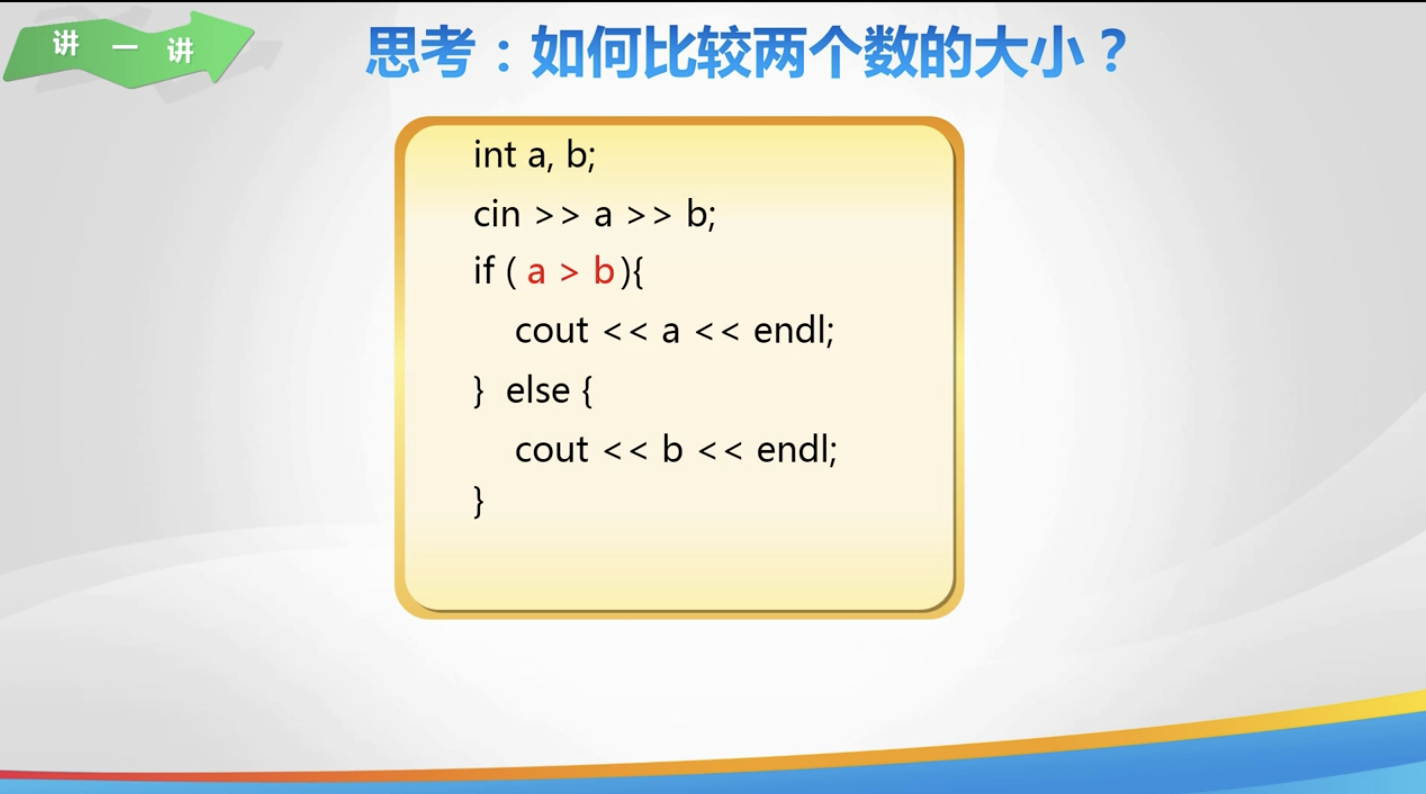 讲一讲
思考：如何比较两个数的大小？
int a, b;
cin >> a >> b;
if ( a > b ){
cout << a << endl;
} else {
cout << b << endl;
}